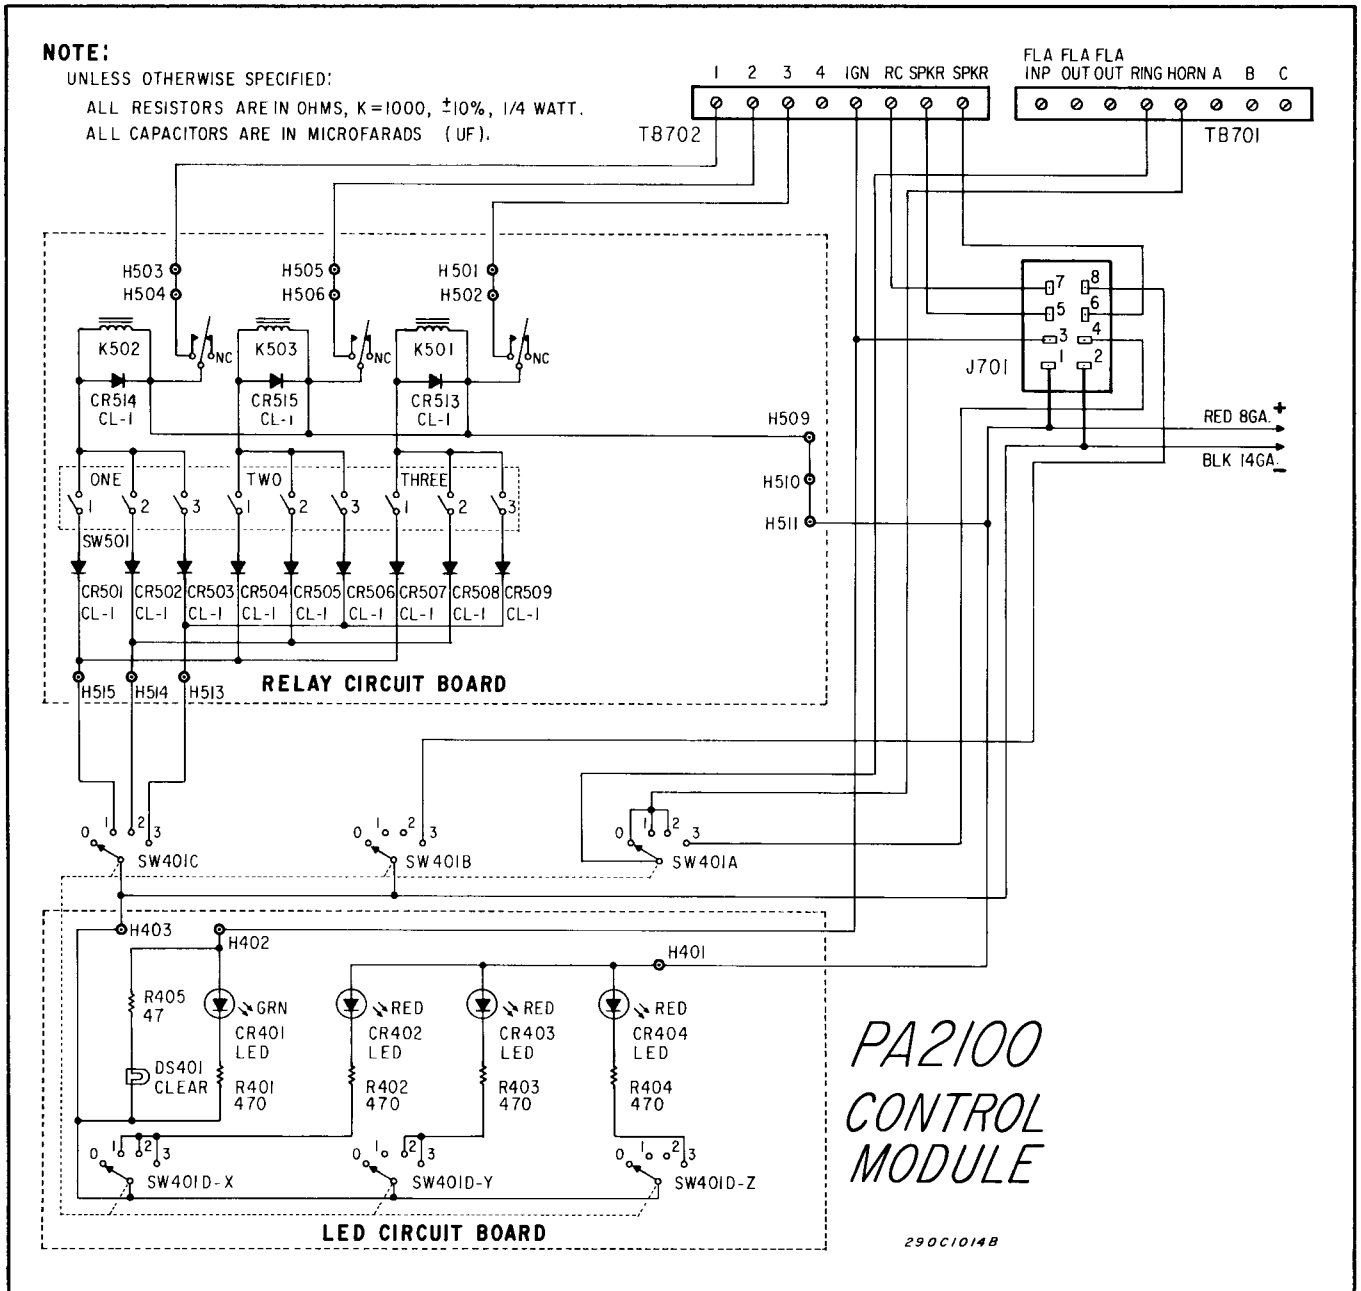 NOTE:
UNLESS OTHERWISE SPECIFIED:
ALL RESISTORS ARE IN OHMS, K=1000, ±10%, 1/4 WATT.
ALL CAPACITORS ARE IN MICROFARADS (UF).
1 2 3 4 IGN RC SPKR SPKR
TB702
FLA FLA FLA
INP OUT OUT RING HORN A B C
TB701
H503 H505 H501
H504 H506 H502
K502 NC K503 NC K501 NC
CR514 CR515 CR513
CL-1 CL-1 CL-1
7 8
5 6
3 4
1 2
J701
RED 8GA. +
BLK 14GA. -
H509
H510
H511
ONE TWO THREE
1 2 3 1 2 3 1 2 3
SW501
CR501 CR502 CR503 CR504 CR505 CR506 CR507 CR508 CR509
CL-1 CL-1 CL-1 CL-1 CL-1 CL-1 CL-1 CL-1 CL-1
H515 H514 H513
RELAY CIRCUIT BOARD
0 1 2 3 SW401C
1 2 3 0 SW401B
0 1 2 3 SW401A
H403 H402 H401
R405
47
GRN
CR401
LED
RED
CR402
LED
RED
CR403
LED
RED
CR404
LED
DS401
CLEAR
R401
470
R402
470
R403
470
R404
470
0 1 2 3 SW401D-X
0 1 2 3 SW401D-Y
0 1 2 3 SW401D-Z
LED CIRCUIT BOARD
PA2100
CONTROL
MODULE
290C1014B